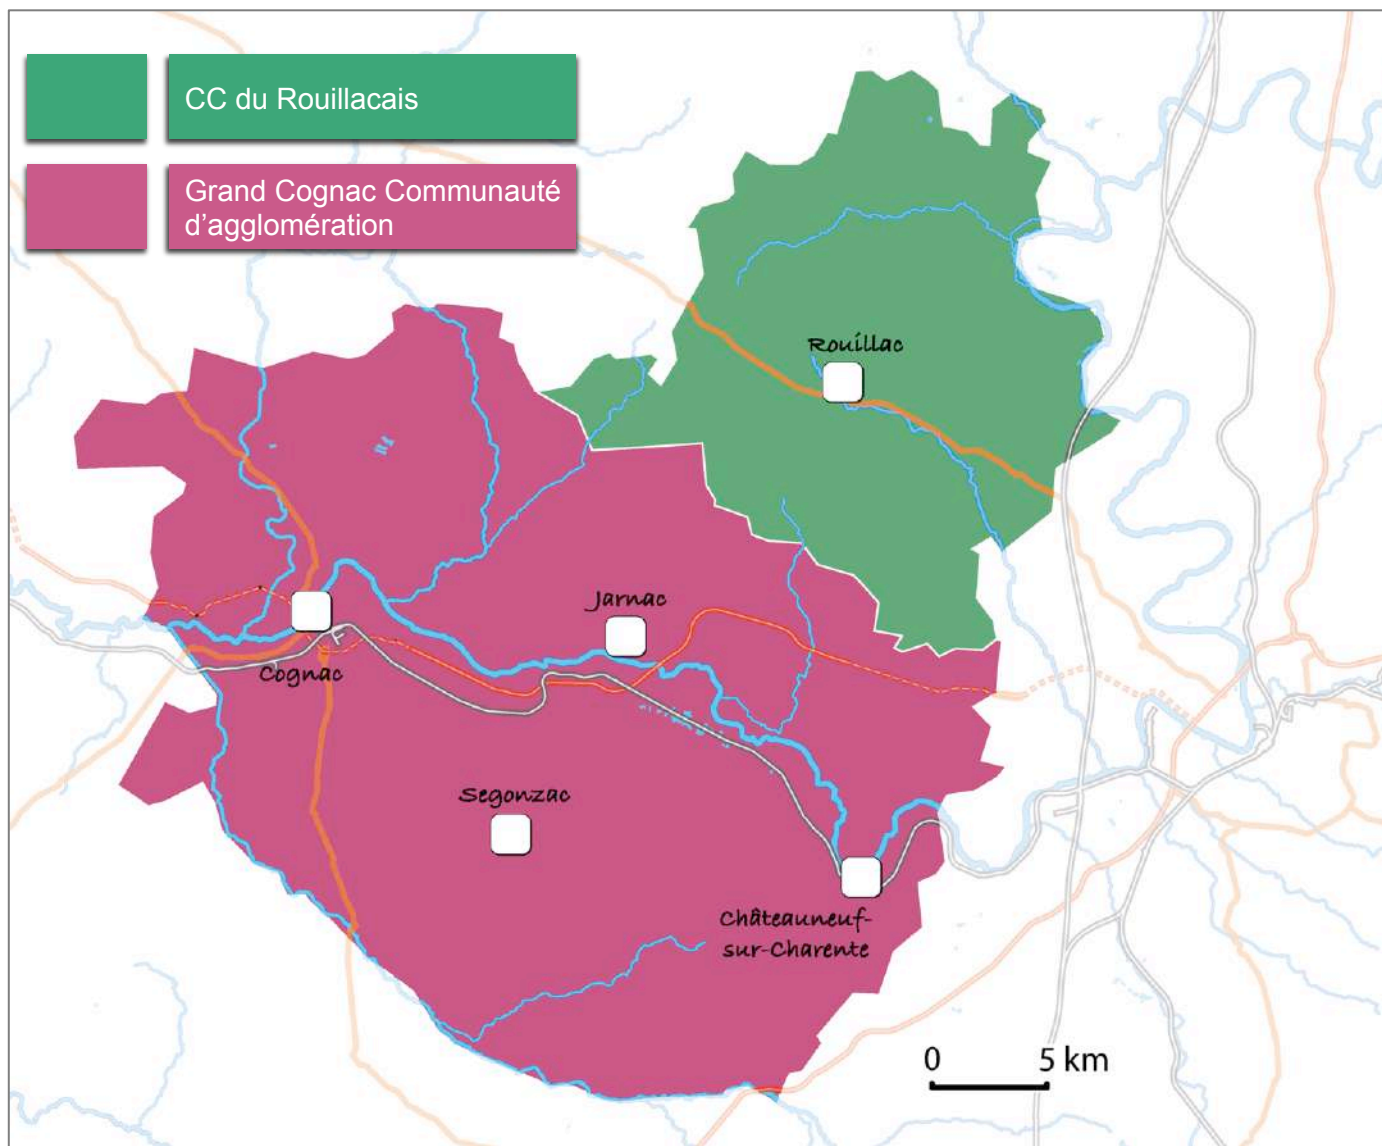 CC du Rouillacais
Grand Cognac Communauté
d’agglomération
Rouillac
Jarnac
Cognac
Segonzac
Châteauneuf-
sur-Charente
0 5 km